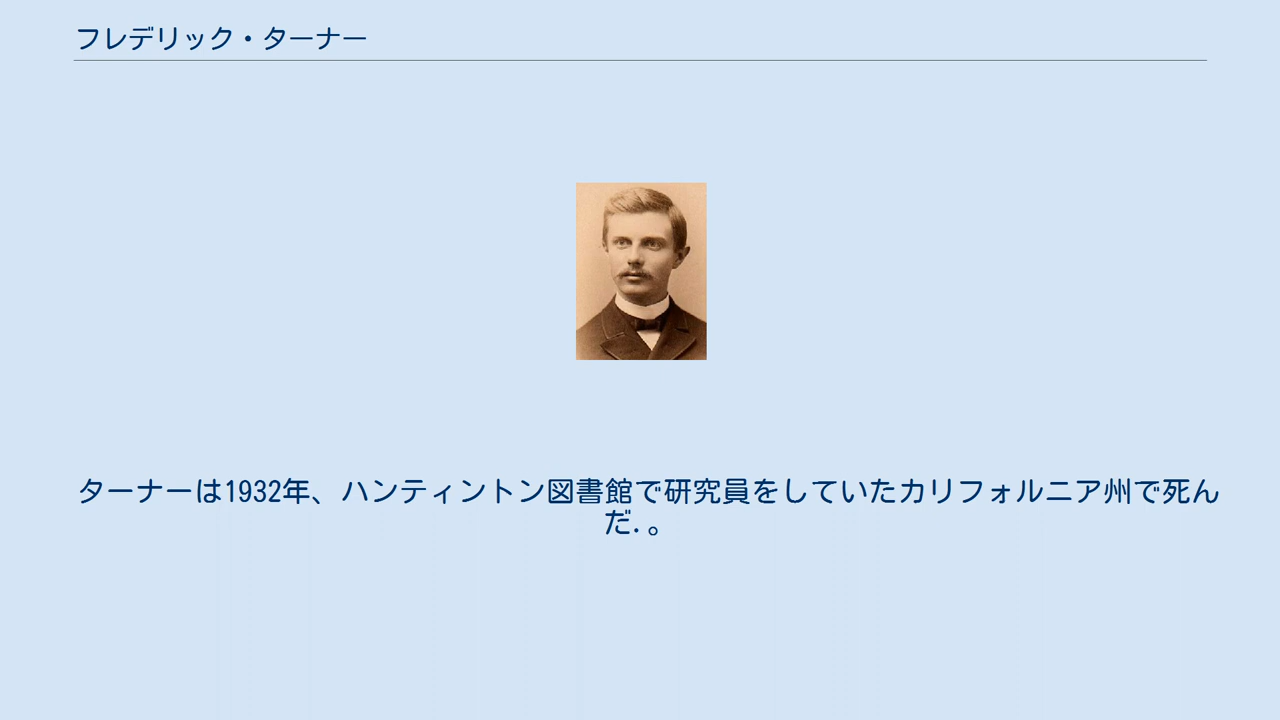 フレデリック・ターナー
ターナーは1932年、ハンティントン図書館で研究員をしていたカリフォルニア州で死ん
だ.。